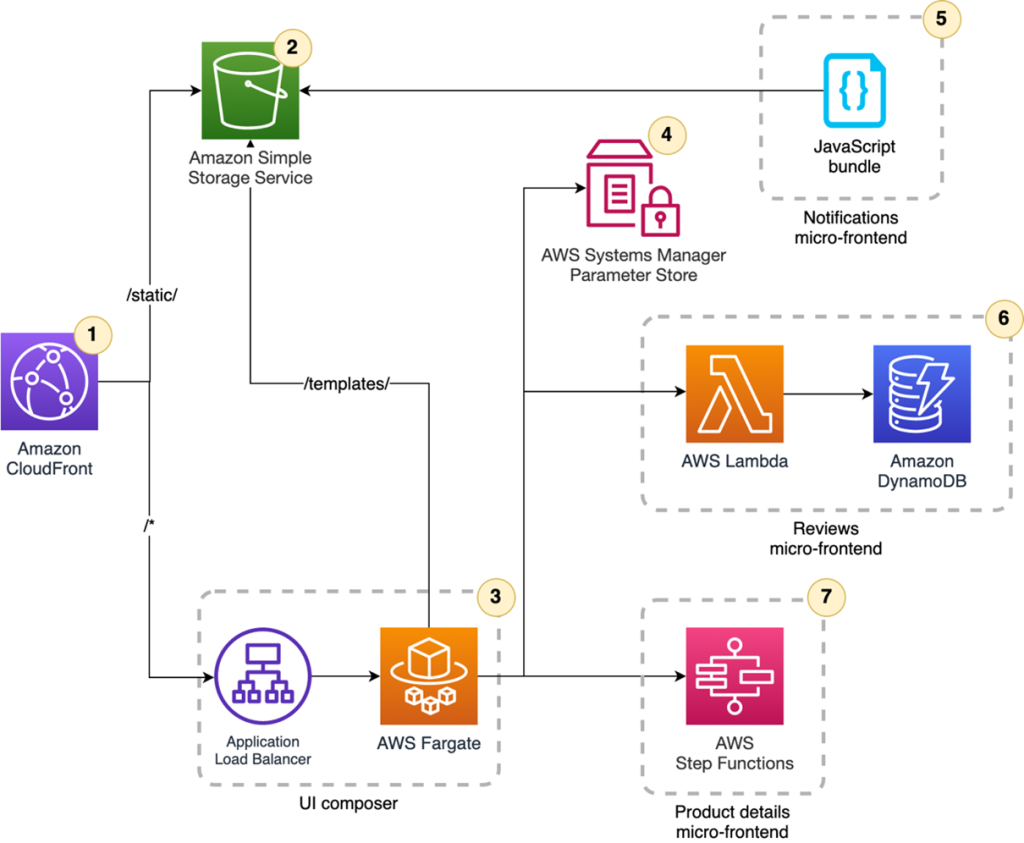 5
2
JavaScript
bundle
4
Amazon Simple
Storage Service
Notifications
micro-frontend
AWS Systems Manager
Parameter Store
/static/
1
6
/templates/
Amazon
CloudFront
AWS Lambda
Amazon
DynamoDB
/*
Reviews
micro-frontend
3
7
Application
Load Balancer
AWS Fargate
AWS
Step Functions
UI composer
Product details
micro-frontend